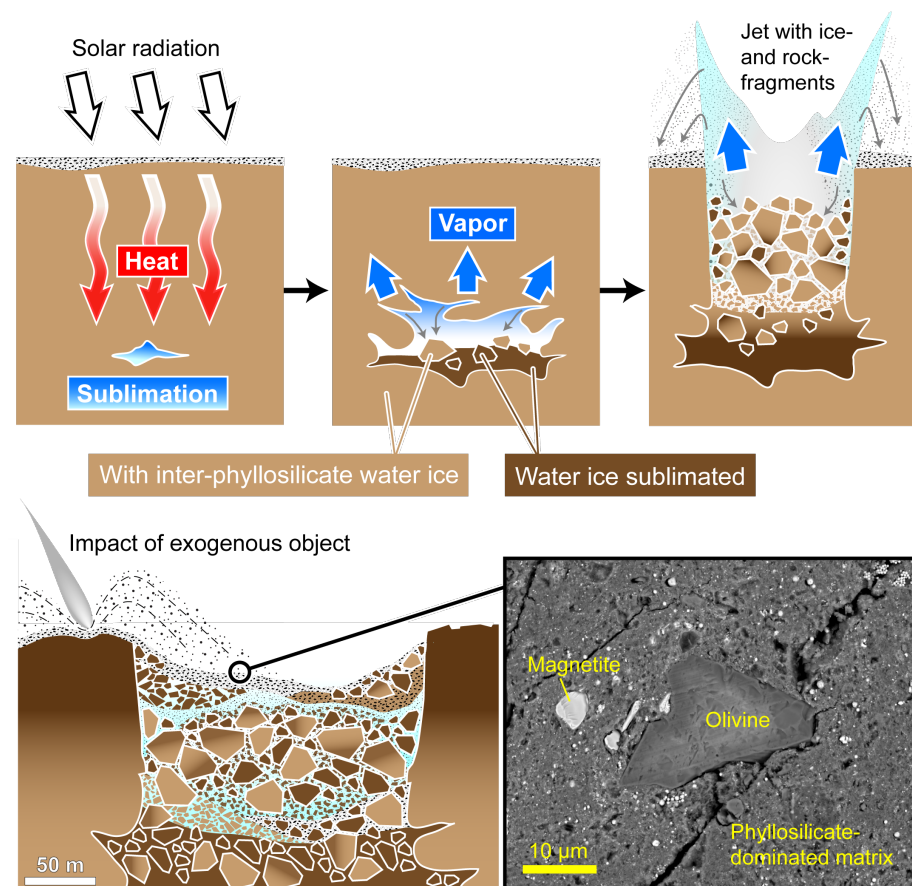 Solar radiation
Jet with ice-
and rock-
fragments
Heat
Vapor
Sublimation
With inter-phyllosilicate water ice
Water ice sublimated
Impact of exogenous object
Magnetite
Olivine
Phyllosilicate-
dominated matrix
50 m
10 μm